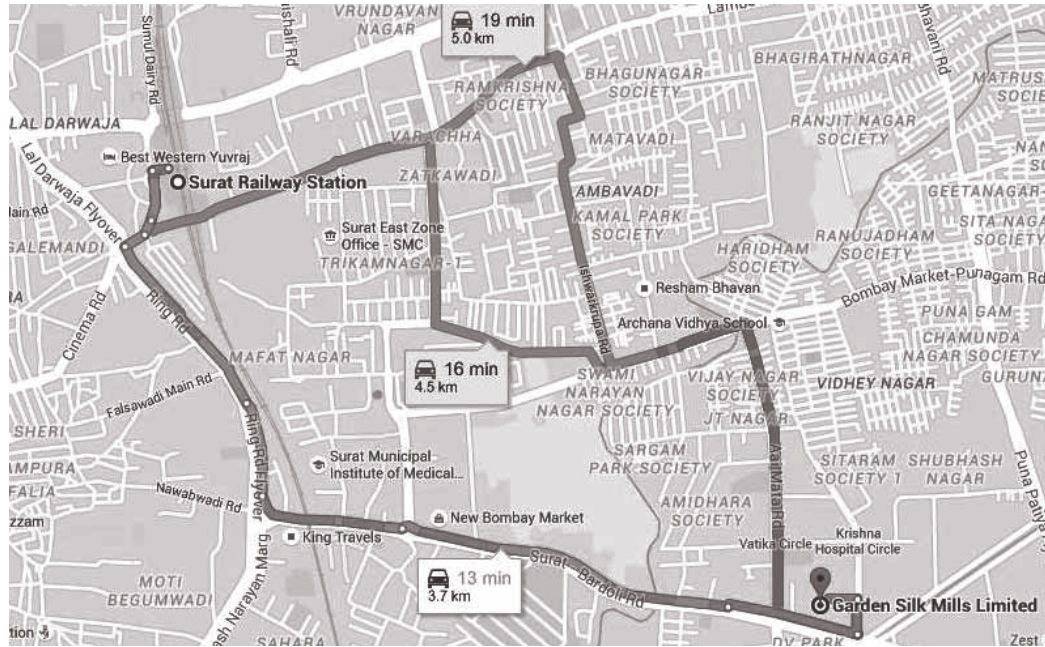 VRUNDAVAN
NAGAR
19 min
5.0 km
Sumul Dairy Rd
BHAGIRATHNAGAR
RAMKRISHNA
SOCIETY
BHAGUNAGAR
SOCIETY
LAL DARWAJA
VARACHHA
MATAVADI
RANJIT NAGAR
SOCIETY
Best Western Yuvraj
Lal Darwaja Flyover
Surat Railway Station
ZATKAWADI
AMBAVADI
KAMAL PARK
SOCIETY
Surat East Zone
Office - SMC
TRIKAMNAGAR-1
HARIDHAM
SOCIETY
RANUJADHAM
SOCIETY
Ishwarkrupa Rd
Resham Bhavan
Bombay Market-Punagam Rd
Ring Rd
Cinema Rd
Archana Vidhya School
PUNA GAM
CHAMUNDA
NAGAR SOCIETY
MAFAT NAGAR
16 min
4.5 km
SWAMI
NARAYAN
NAGAR SOCIETY
VIJAY NAGAR
SOCIETY
VIDHEY NAGAR
JT NAGAR
Falsawadi Main Rd
Ring Rd Flyover
SARGAM
PARK SOCIETY
Surat Municipal
Institute of Medical...
Aai Mata Rd
SITARAM
SOCIETY 1
SHUBHASH
NAGAR
Nawabwadi Rd
AMIDHARA
SOCIETY
New Bombay Market
King Travels
Vatika Circle
Krishna
Hospital Circle
Surat - Bardoli Rd
13 min
3.7 km
MOTI
BEGUMWADI
Garden Silk Mills Limited
DV PARK
SAHARA
Zest